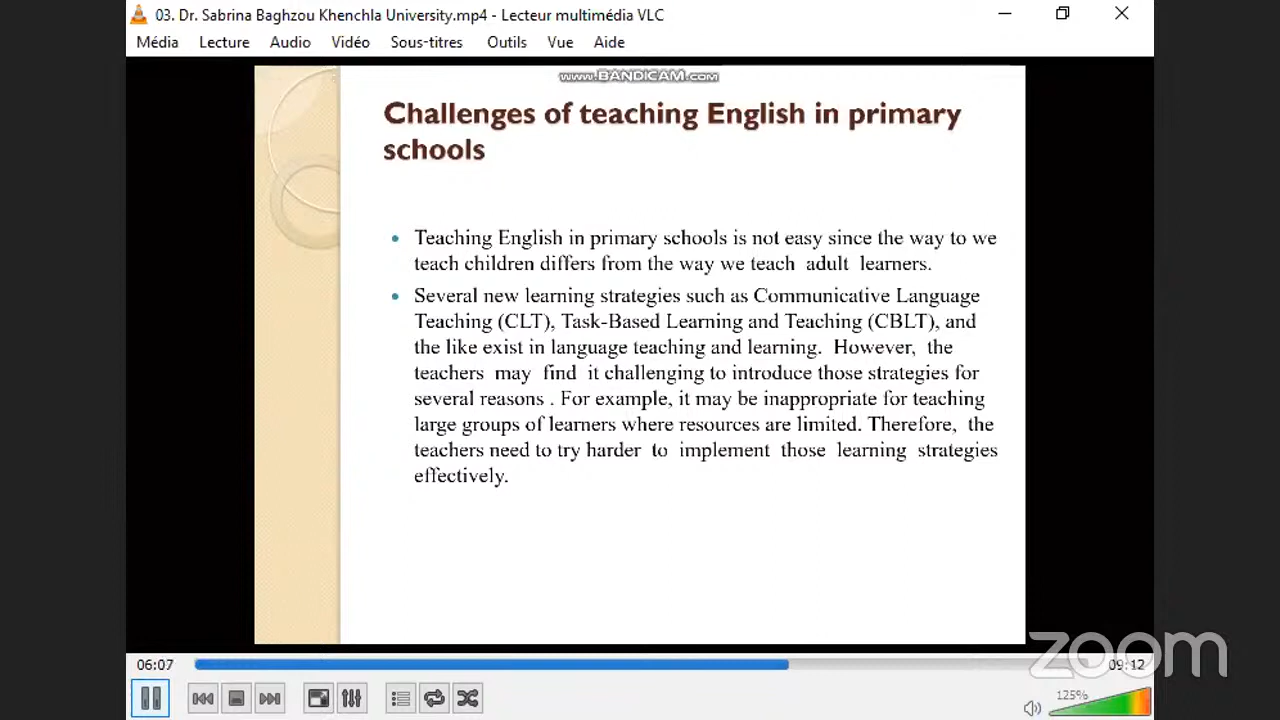 03. Dr. Sabrina Baghzou Khenchla University.mp4 - Lecteur multimédia VLC
Média Lecture Audio Vidéo Sous-titres Outils Vue Aide
www.BANDICAM.com
Challenges of teaching English in primary
schools
• Teaching English in primary schools is not easy since the way to we
teach children differs from the way we teach adult learners.
• Several new learning strategies such as Communicative Language
Teaching (CLT), Task-Based Learning and Teaching (CBLT), and
the like exist in language teaching and learning. However, the
teachers may find it challenging to introduce those strategies for
several reasons . For example, it may be inappropriate for teaching
large groups of learners where resources are limited. Therefore, the
teachers need to try harder to implement those learning strategies
effectively.
zoom
06:07 09:12
125%